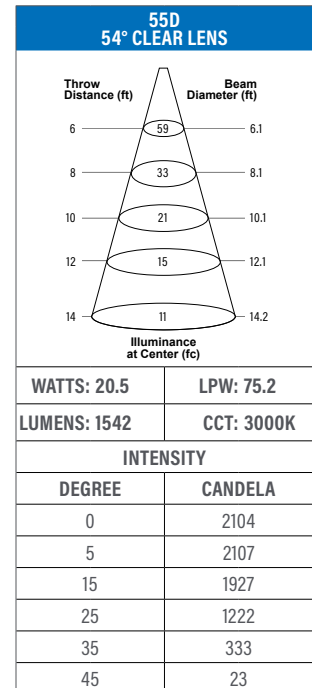 55D
54° CLEAR LENS
Throw Beam
Distance (ft) Diameter (ft)
6 59 6.1
8 33 8.1
10 21 10.1
12 15 12.1
14 11 14.2
Illuminance
at Center (fc)
WATTS: 20.5 LPW: 75.2
LUMENS: 1542 CCT: 3000K
INTENSITY
DEGREE CANDELA
0 2104
5 2107
15 1927
25 1222
35 333
45 23